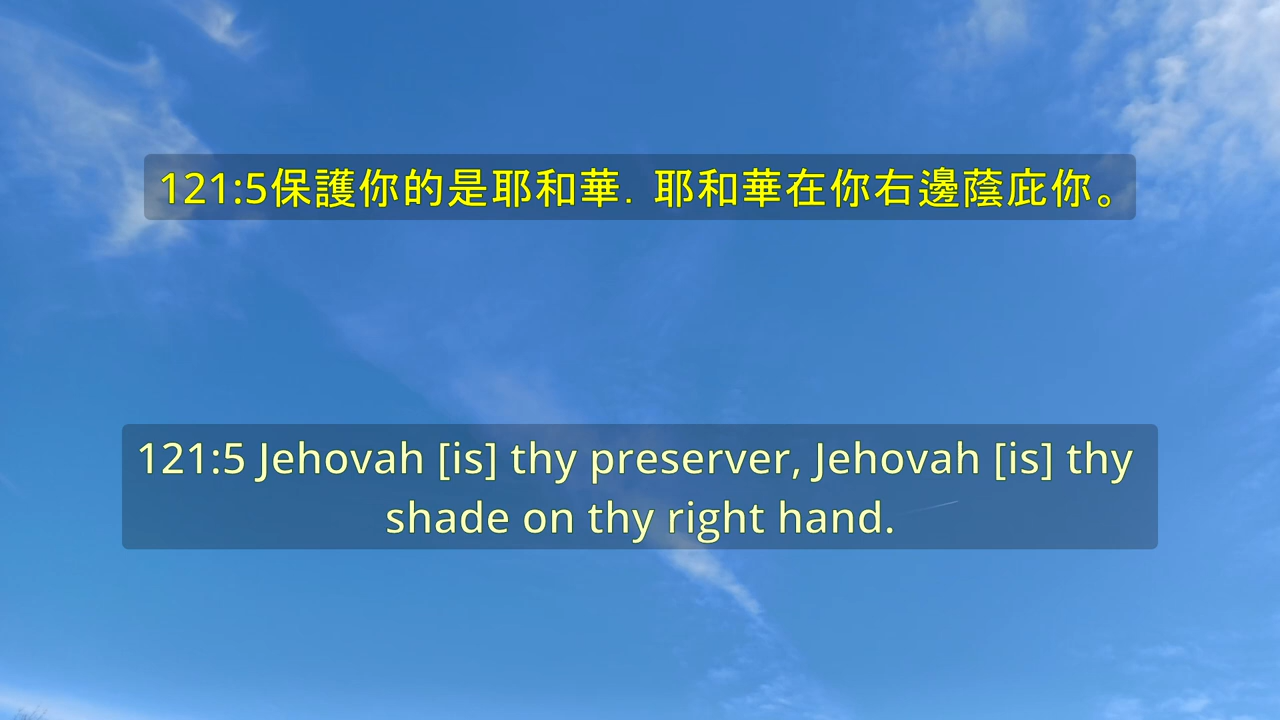 121:5保護你的是耶和華．耶和華在你右邊蔭庇你。
121:5 Jehovah [is] thy preserver, Jehovah [is] thy
shade on thy right hand.